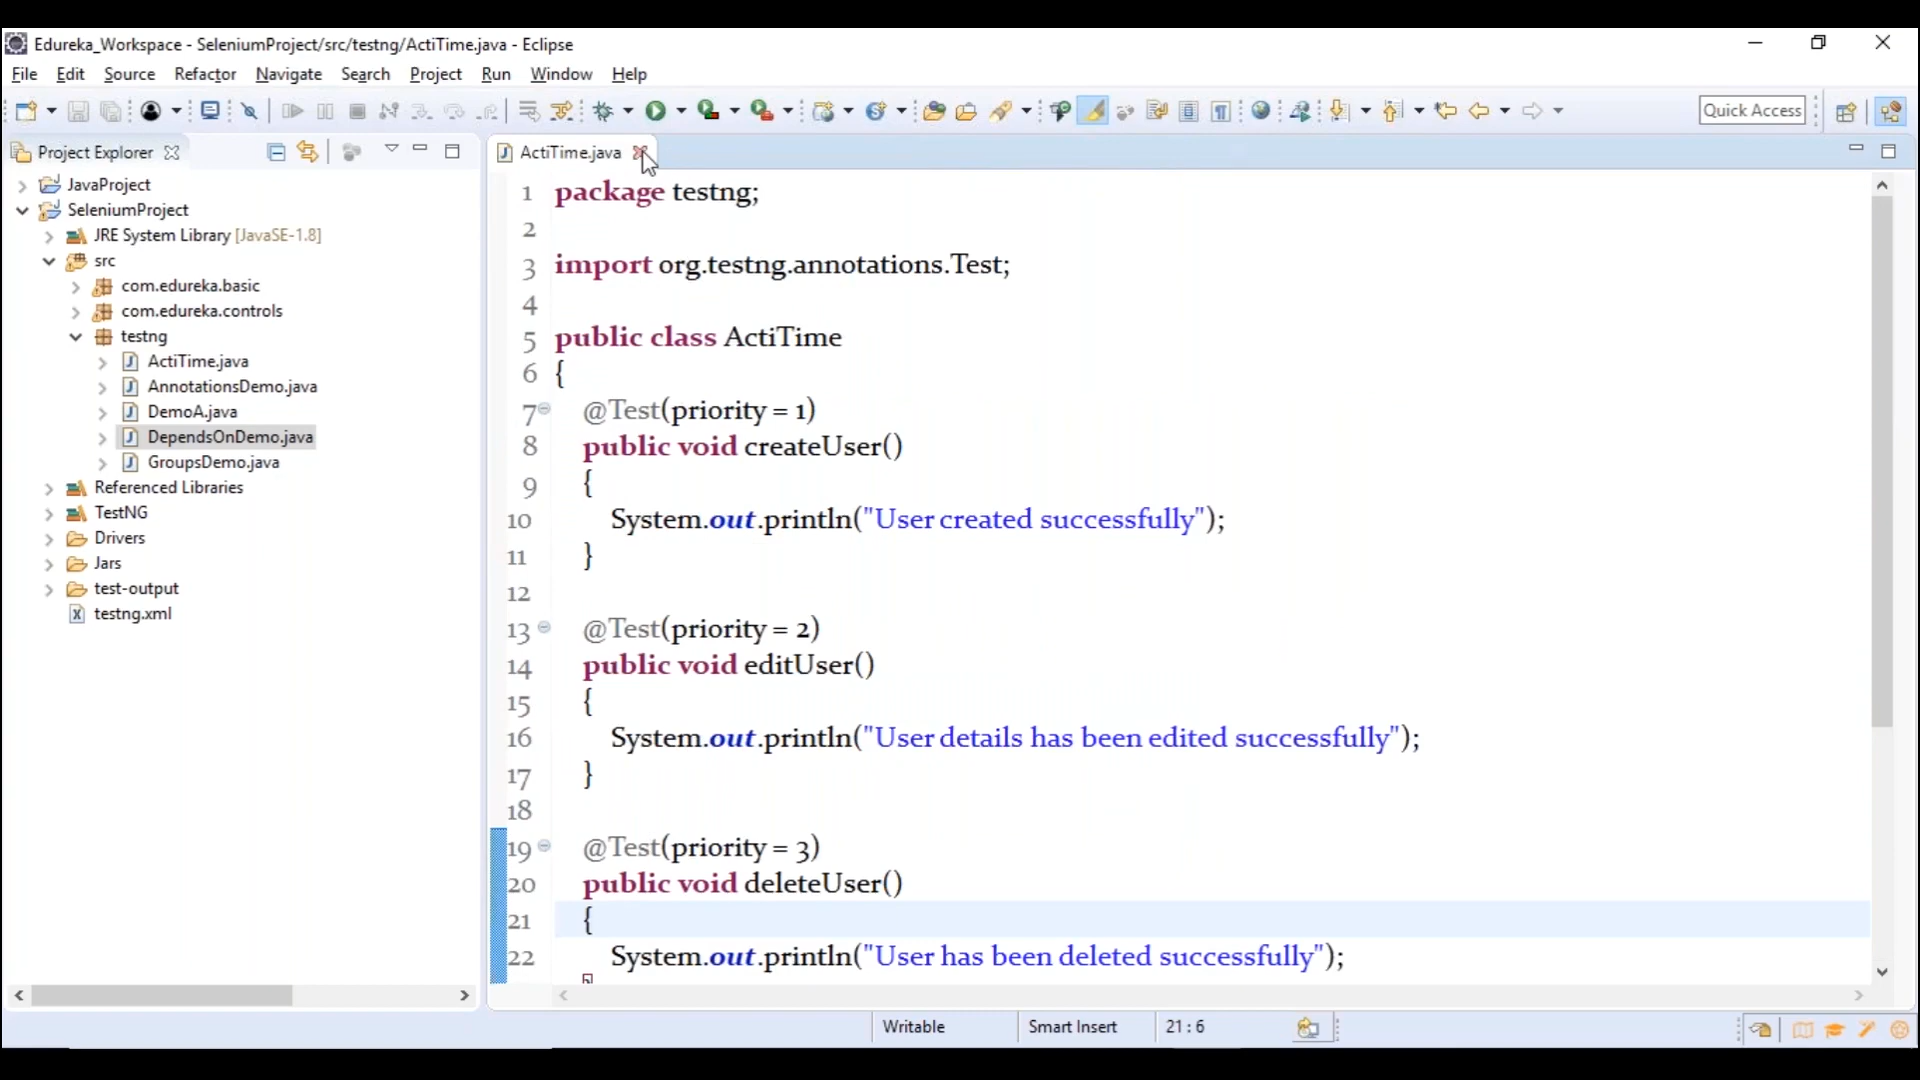 Edureka_Workspace - SeleniumProject/src/testng/ActiTime.java - Eclipse
File Edit Source Refactor Navigate Search Project Run Window Help
Quick Access
Project Explorer
JavaProject
SeleniumProject
JRE System Library [JavaSE-1.8]
src
com.edureka.basic
com.edureka.controls
testng
ActiTime.java
AnnotationsDemo.java
DemoA.java
DependsOnDemo.java
GroupsDemo.java
Referenced Libraries
TestNG
Drivers
Jars
test-output
testng.xml
ActiTime.java
1 package testng;
2
3 import org.testng.annotations.Test;
4
5 public class ActiTime
6 {
7 @Test(priority = 1)
8 public void createUser()
9 {
10 System.out.println("User created successfully");
11 }
12
13 @Test(priority = 2)
14 public void editUser()
15 {
16 System.out.println("User details has been edited successfully");
17 }
18
19 @Test(priority = 3)
20 public void deleteUser()
21 {
22 System.out.println("User has been deleted successfully");
Writable Smart Insert 21 : 6